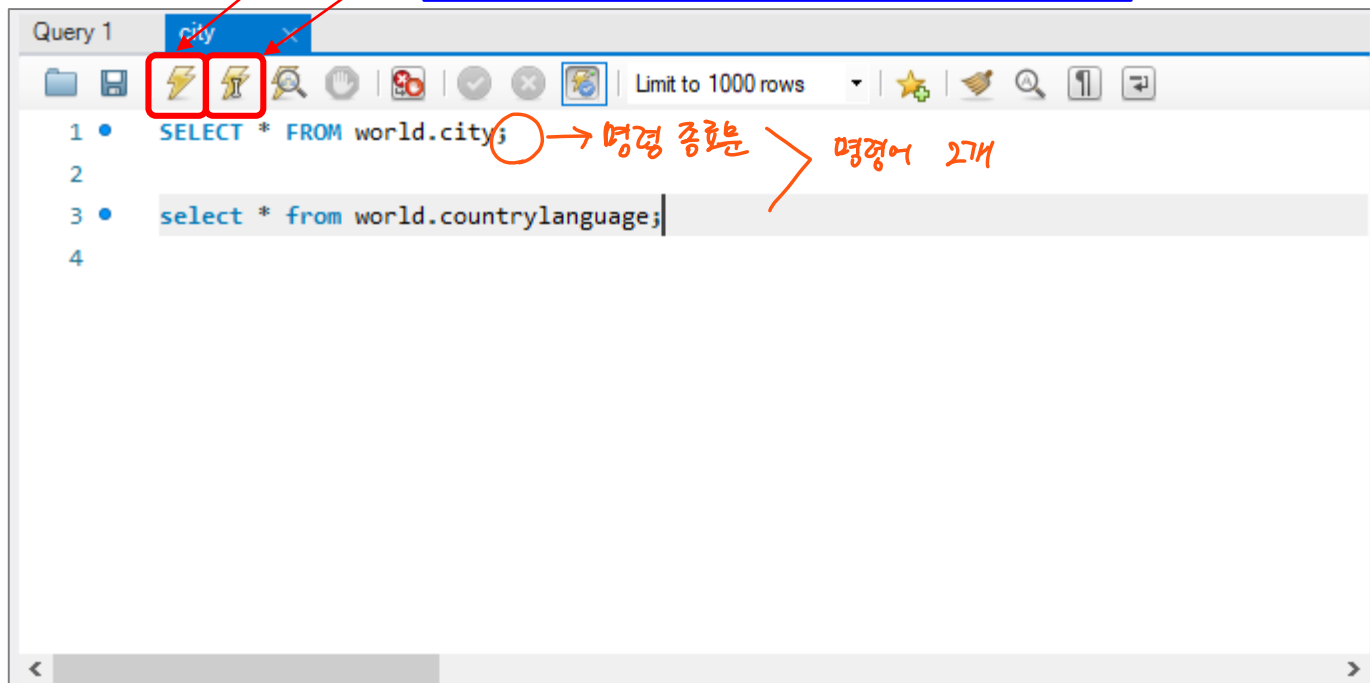 Query 1 city ×
Limit to 1000 rows
1 SELECT * FROM world.city; → 명령 종료문
명령어 2개
2
3 select * from world.countrylanguage;
4